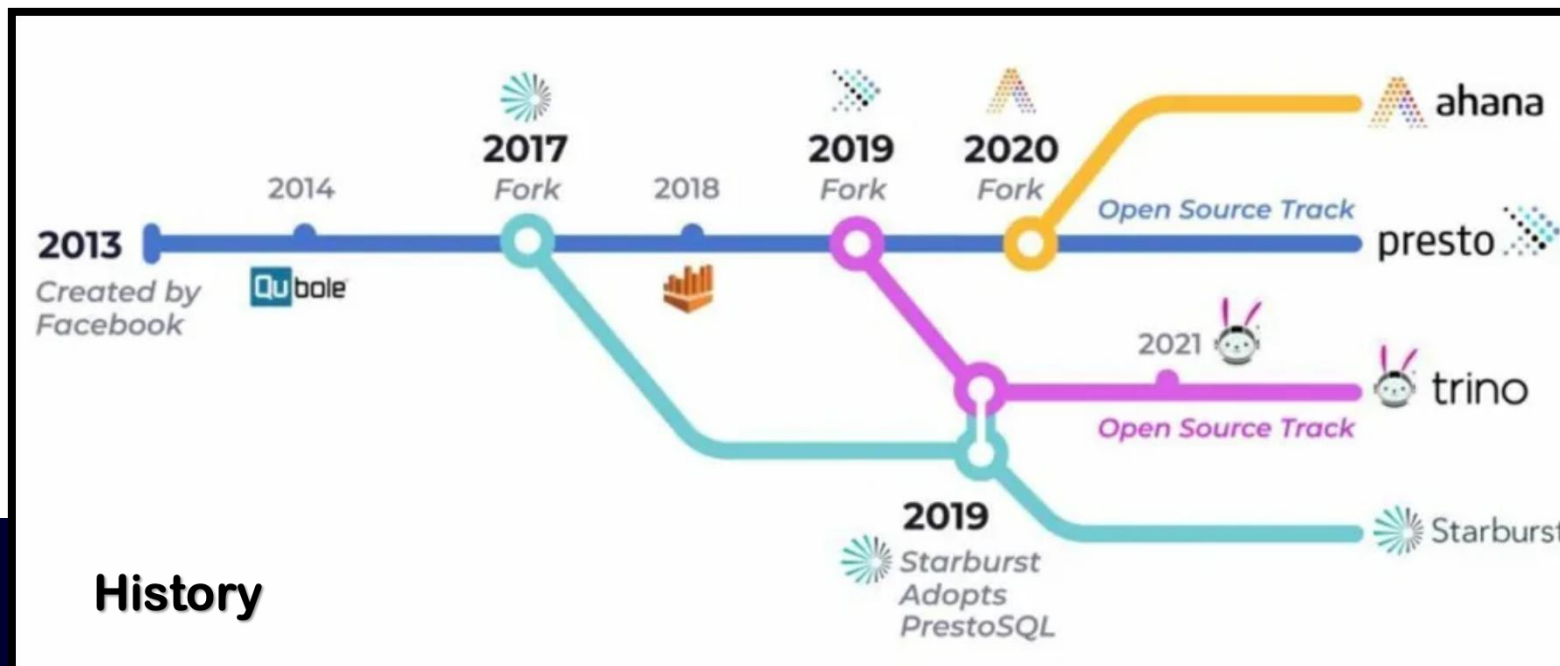 2017
Fork
2019
Fork
2020
Fork
ahana
2014
2018
Open Source Track
2013
presto
Created by
Facebook
Qubole
2021
trino
Open Source Track
2019
Starburst
Starburst
Adopts
PrestoSQL
History